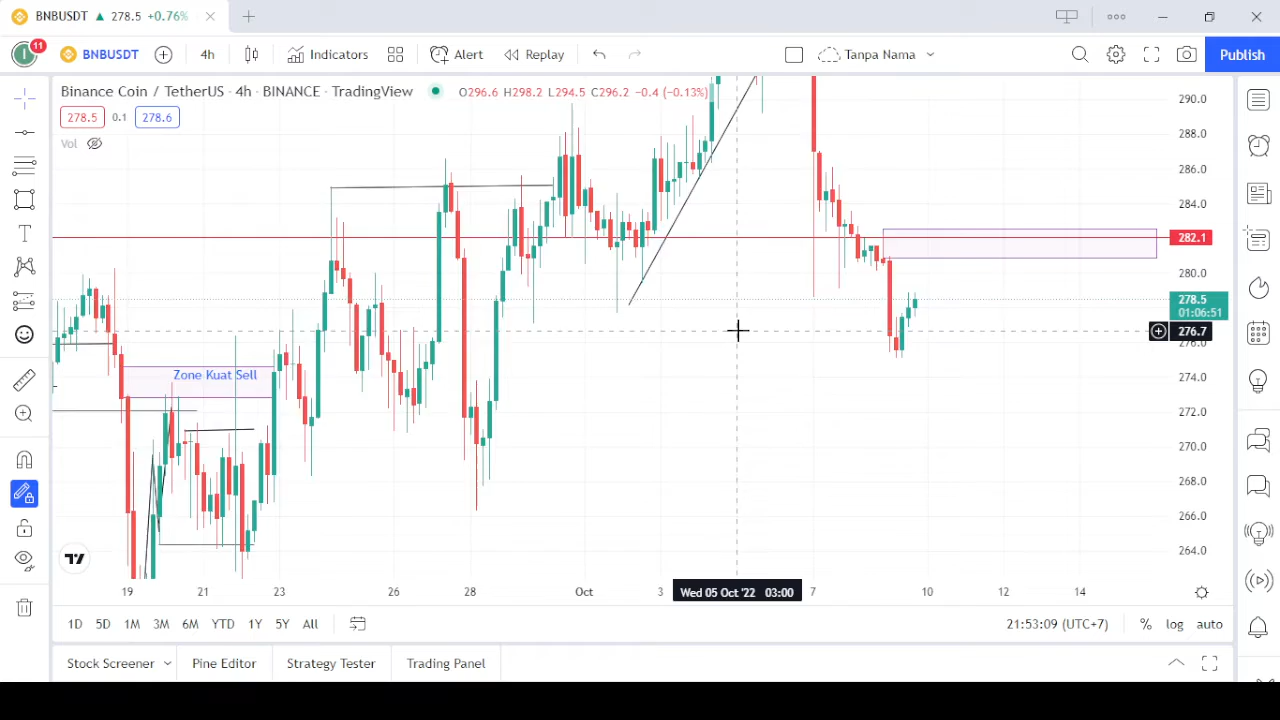 BNBUSDT ▲ 278.5 +0.76%
11 BNBUSDT 4h Indicators Alert Replay Tanpa Nama Publish
Binance Coin / TetherUS · 4h · BINANCE · TradingView O296.6 H298.2 L294.5 C296.2 −0.4 (−0.13%)
278.5 0.1 278.6
Vol
290.0
288.0
286.0
284.0
282.1
280.0
278.5
01:06:51
276.7
276.0
274.0
272.0
270.0
268.0
266.0
264.0
Zone Kuat Sell
19 21 23 26 28 Oct 3 Wed 05 Oct '22 03:00 7 10 12 14
1D 5D 1M 3M 6M YTD 1Y 5Y All 21:53:09 (UTC+7) % log auto
Stock Screener Pine Editor Strategy Tester Trading Panel